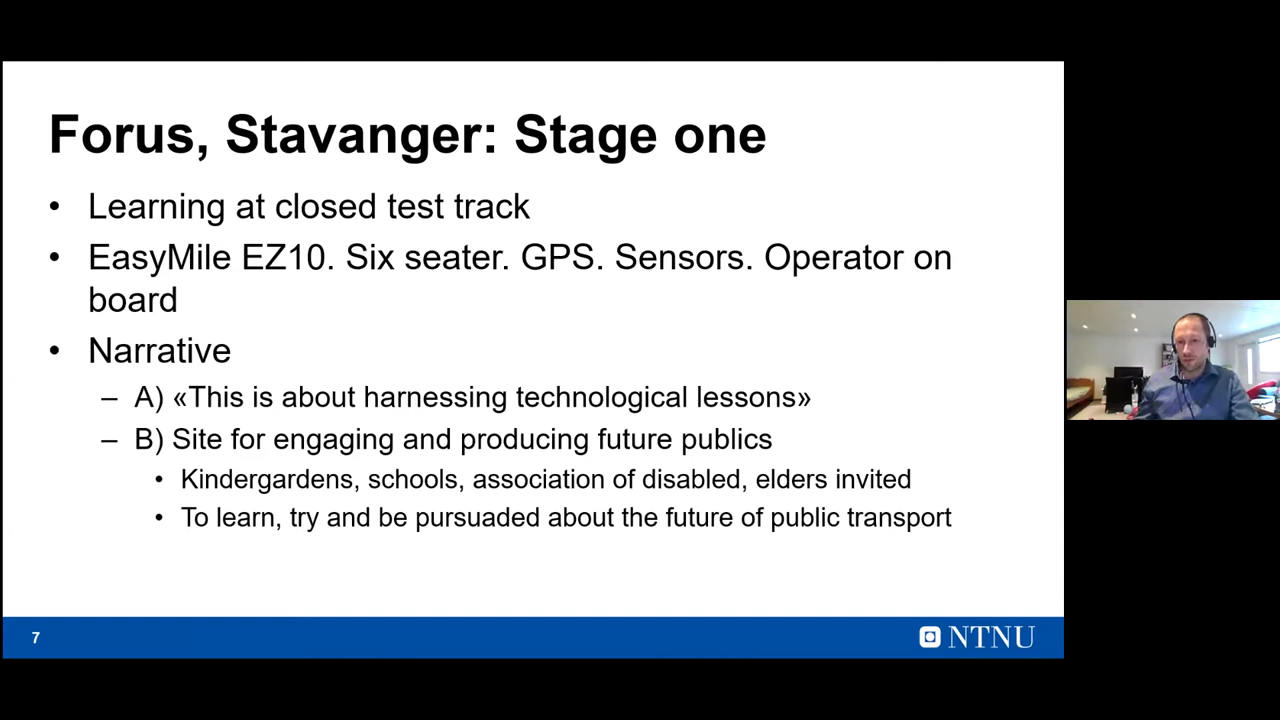 Forus, Stavanger: Stage one
• Learning at closed test track
• EasyMile EZ10. Six seater. GPS. Sensors. Operator on
board
• Narrative
– A) «This is about harnessing technological lessons»
– B) Site for engaging and producing future publics
• Kindergardens, schools, association of disabled, elders invited
• To learn, try and be pursuaded about the future of public transport
7
NTNU